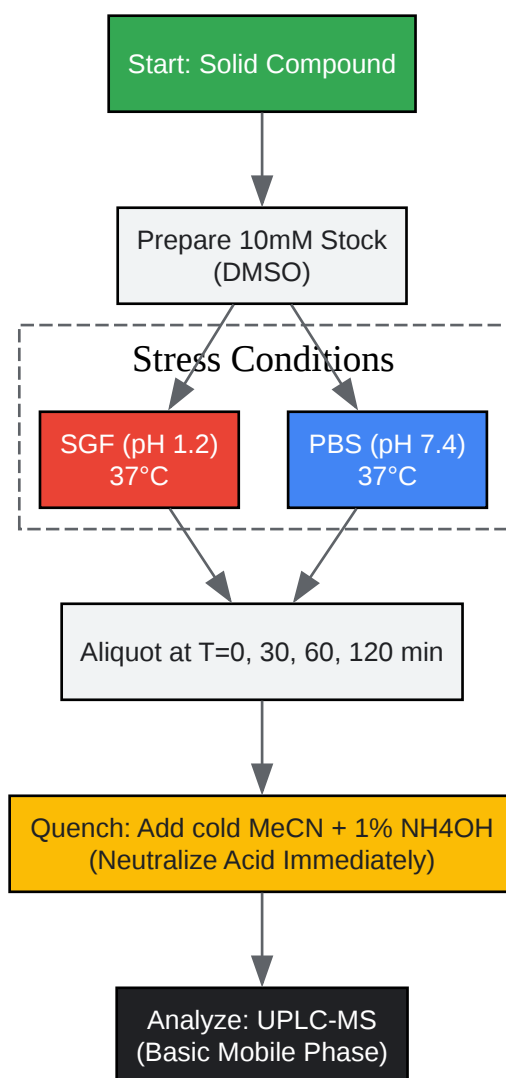 Start: Solid Compound
Prepare 10mM Stock
(DMSO)
Stress Conditions
SGF (pH 1.2)
37°C
PBS (pH 7.4)
37°C
Aliquot at T=0, 30, 60, 120 min
Quench: Add cold MeCN + 1% NH4OH
(Neutralize Acid Immediately)
Analyze: UPLC-MS
(Basic Mobile Phase)